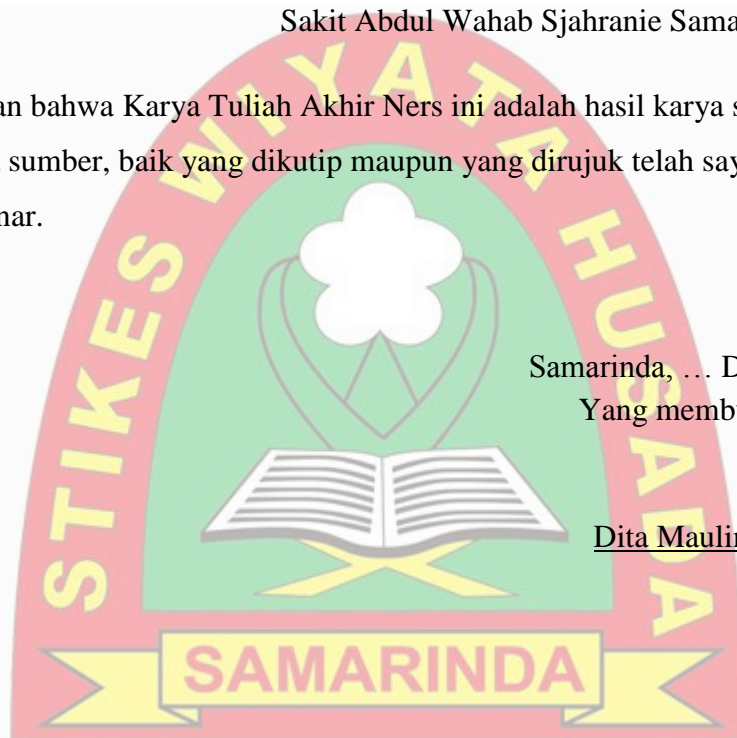 Sakit Abdul Wahab Sjahranie Sama
an bahwa Karya Tuliah Akhir Ners ini adalah hasil karya s
sumber, baik yang dikutip maupun yang dirujuk telah say
nar.
Samarinda, … D
Yang memb
Dita Maulin
STIKES WIYATA HUSADA
SAMARINDA